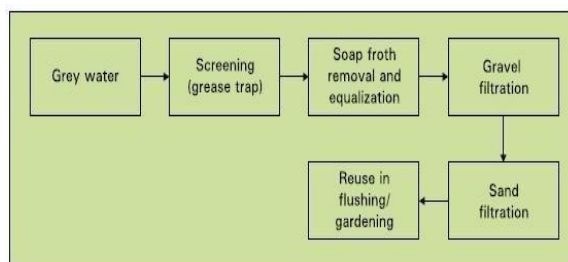 Grey water
Screening
(grease trap)
Soap froth
removal and
equalization
Gravel
filtration
Sand
filtration
Reuse in
flushing/
gardening